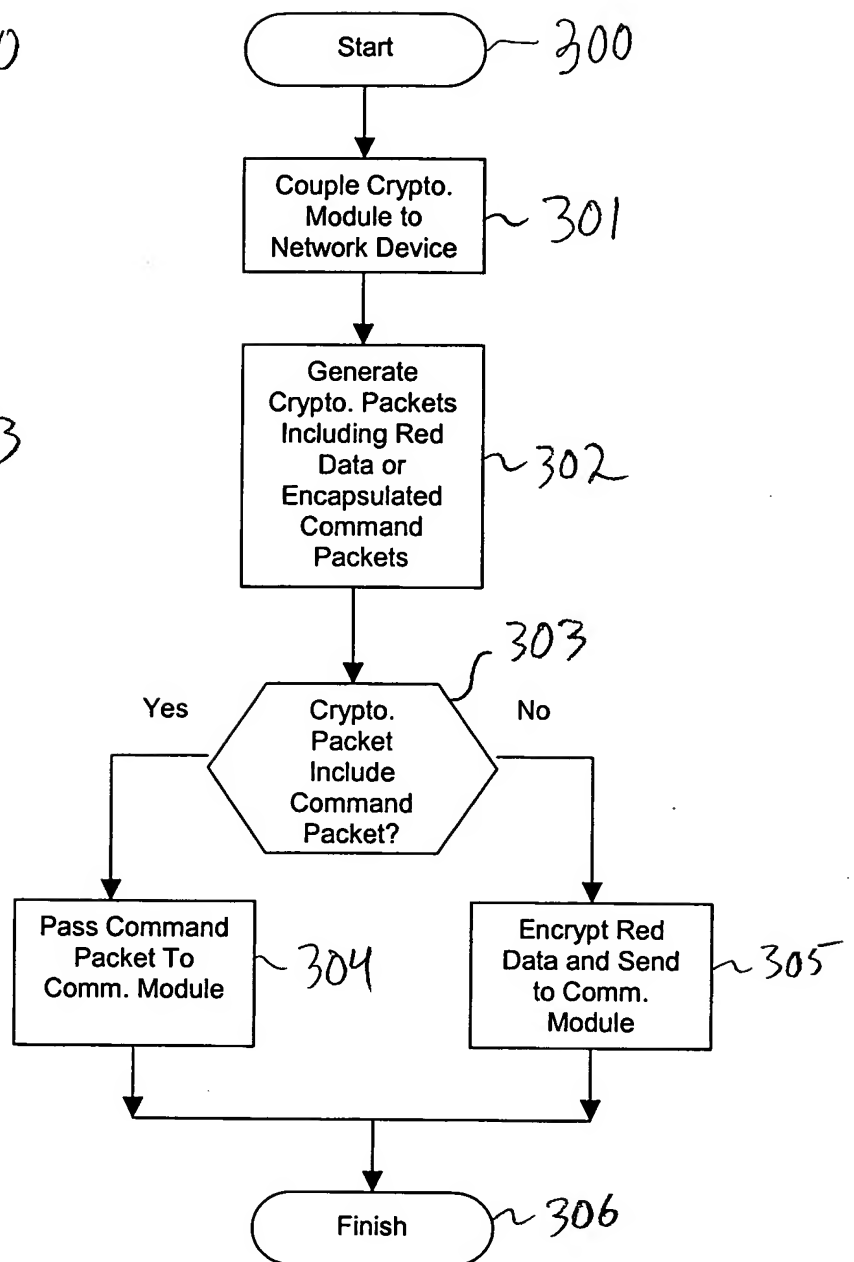 Start
300
Couple Crypto.
Module to
Network Device
301
Generate
Crypto. Packets
Including Red
Data or
Encapsulated
Command
Packets
302
303
Yes
Crypto.
Packet
Include
Command
Packet?
No
Pass Command
Packet To
Comm. Module
304
Encrypt Red
Data and Send
to Comm.
Module
305
Finish
306